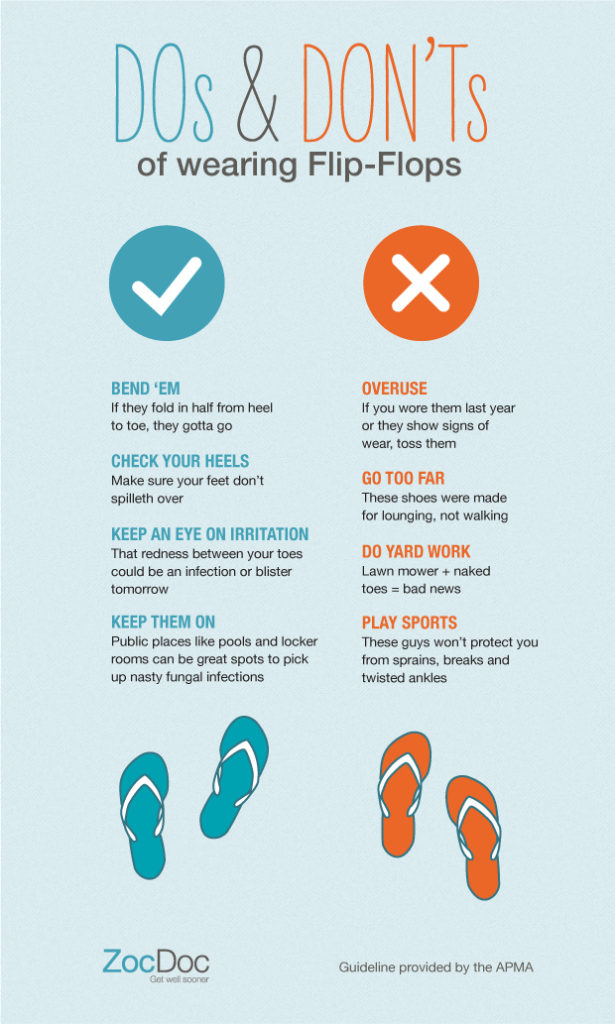 DOs & DON'Ts
of wearing Flip-Flops
BEND ‘EM
If they fold in half from heel
to toe, they gotta go
CHECK YOUR HEELS
Make sure your feet don’t
spilleth over
KEEP AN EYE ON IRRITATION
That redness between your toes
could be an infection or blister
tomorrow
KEEP THEM ON
Public places like pools and locker
rooms can be great spots to pick
up nasty fungal infections
OVERUSE
If you wore them last year
or they show signs of
wear, toss them
GO TOO FAR
These shoes were made
for lounging, not walking
DO YARD WORK
Lawn mower + naked
toes = bad news
PLAY SPORTS
These guys won’t protect you
from sprains, breaks and
twisted ankles
ZocDoc
Get well sooner
Guideline provided by the APMA